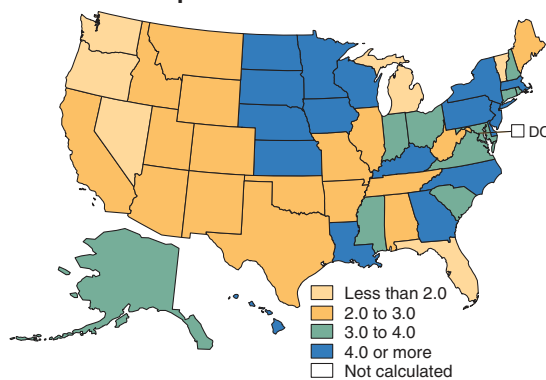 DC
Less than 2.0
2.0 to 3.0
3.0 to 4.0
4.0 or more
Not calculated